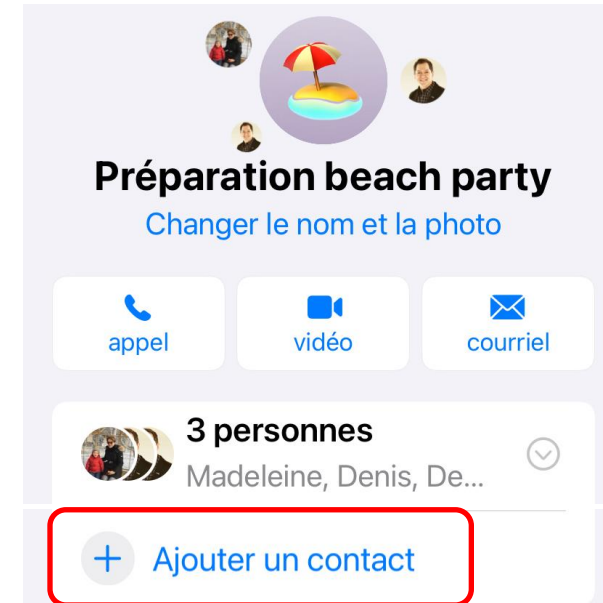 Préparation beach party
Changer le nom et la photo
appel
vidéo
courriel
3 personnes
Madeleine, Denis, De...
+ Ajouter un contact